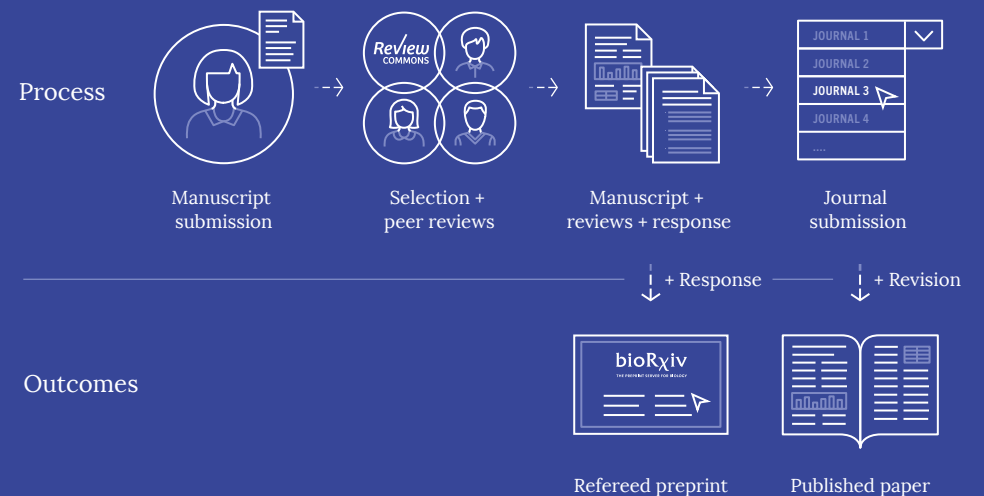 Process
Review
COMMONS
JOURNAL 1
JOURNAL 2
JOURNAL 3
JOURNAL 4
....
Manuscript
submission
Selection +
peer reviews
Manuscript +
reviews + response
Journal
submission
+ Response
+ Revision
Outcomes
bioRχiv
THE PREPRINT SERVER FOR BIOLOGY
Refereed preprint
Published paper